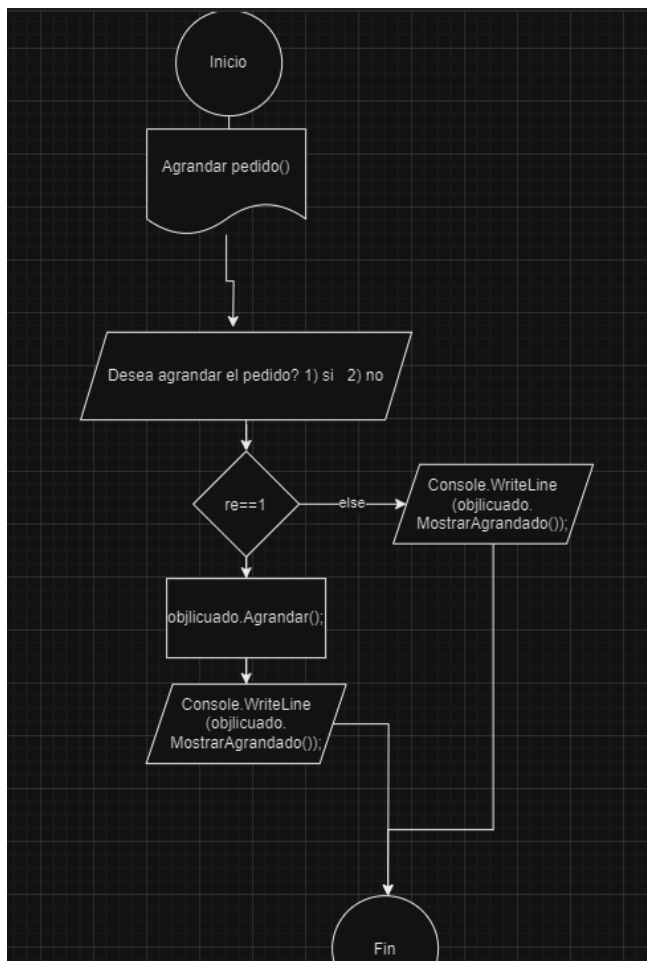 Inicio
Agrandar pedido()
Desea agrandar el pedido? 1) si 2) no
re==1
else
Console.WriteLine
(objlicuado.
MostrarAgrandado());
objlicuado.Agrandar();
Console.WriteLine
(objlicuado.
MostrarAgrandado());
Fin